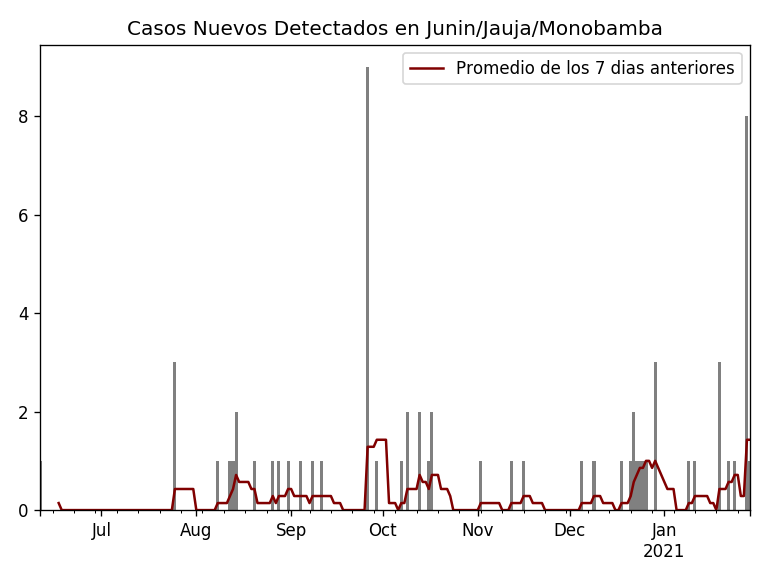 Casos Nuevos Detectados en Junin/Jauja/Monobamba
Promedio de los 7 dias anteriores
8
6
4
2
0
Jul Aug Sep Oct Nov Dec Jan
2021